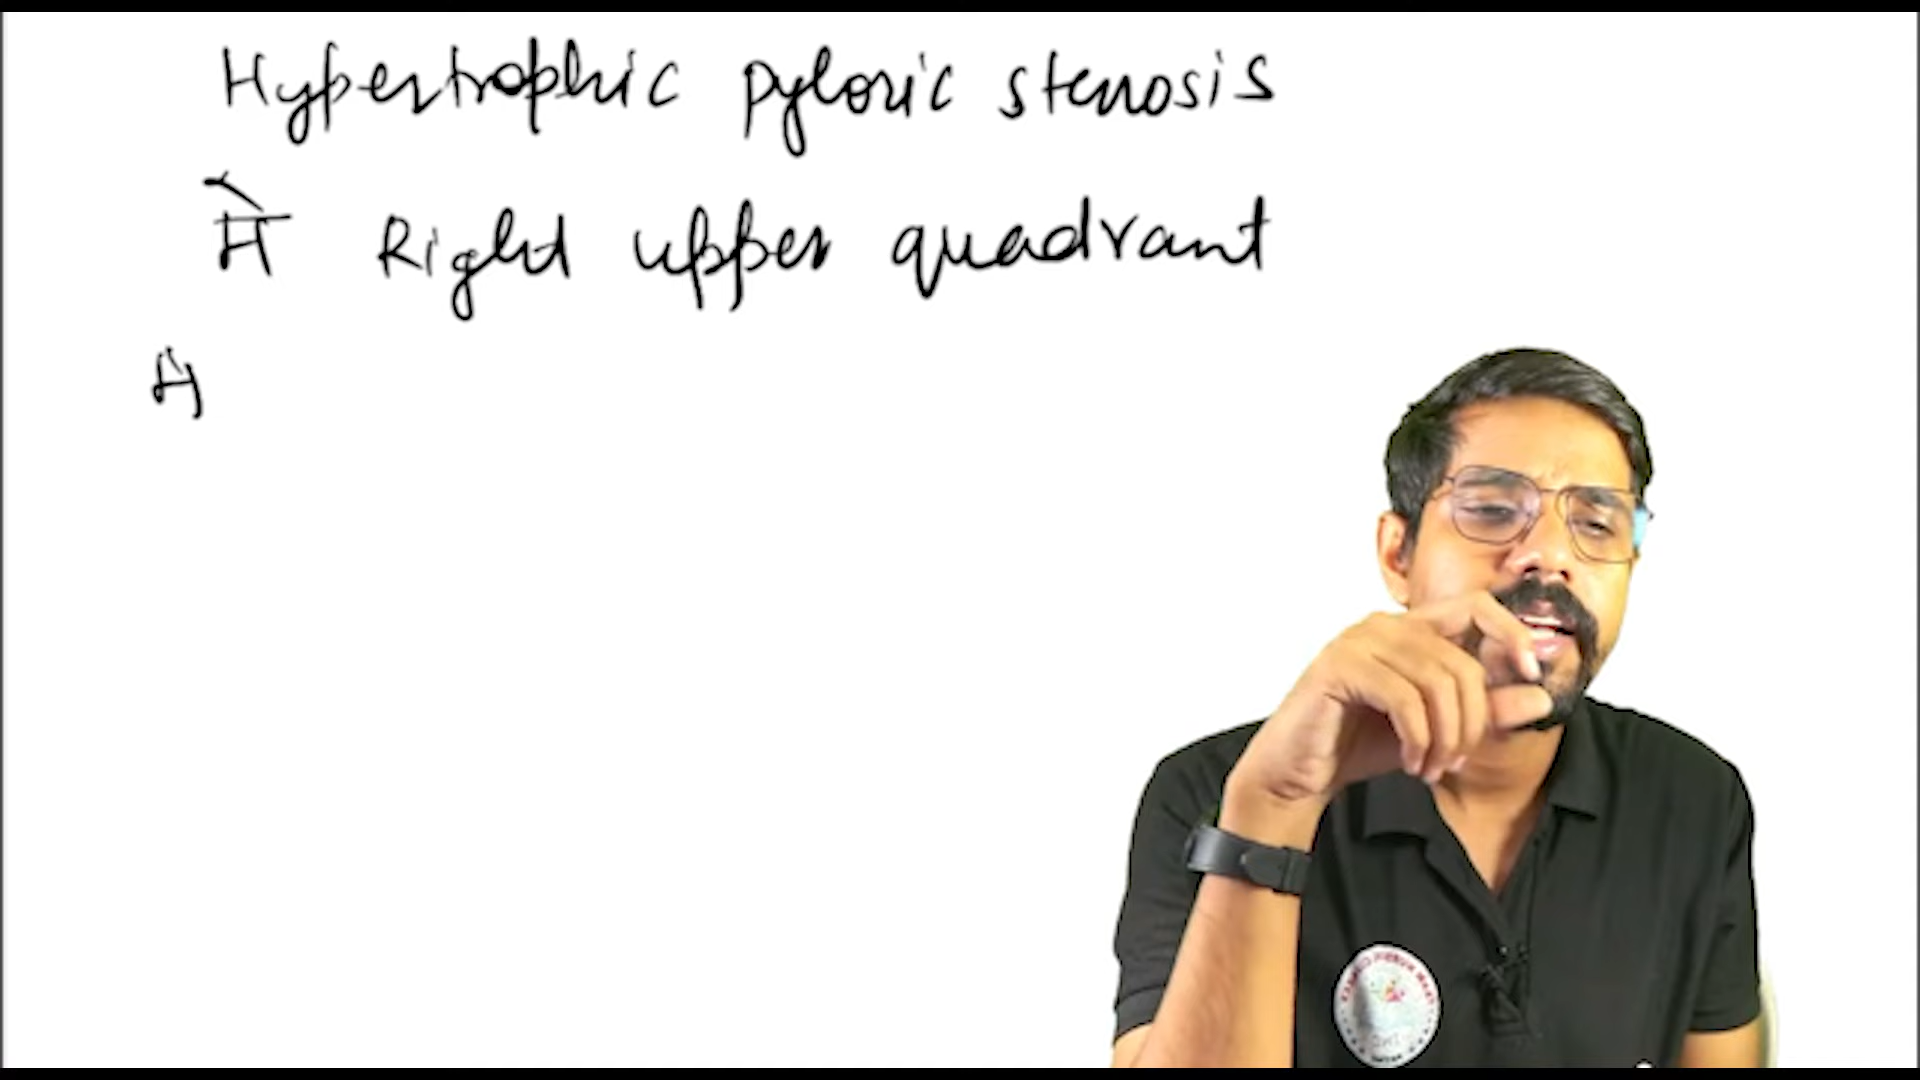 Hypertrophic pyloric stenosis
में Right upper quadrant
में